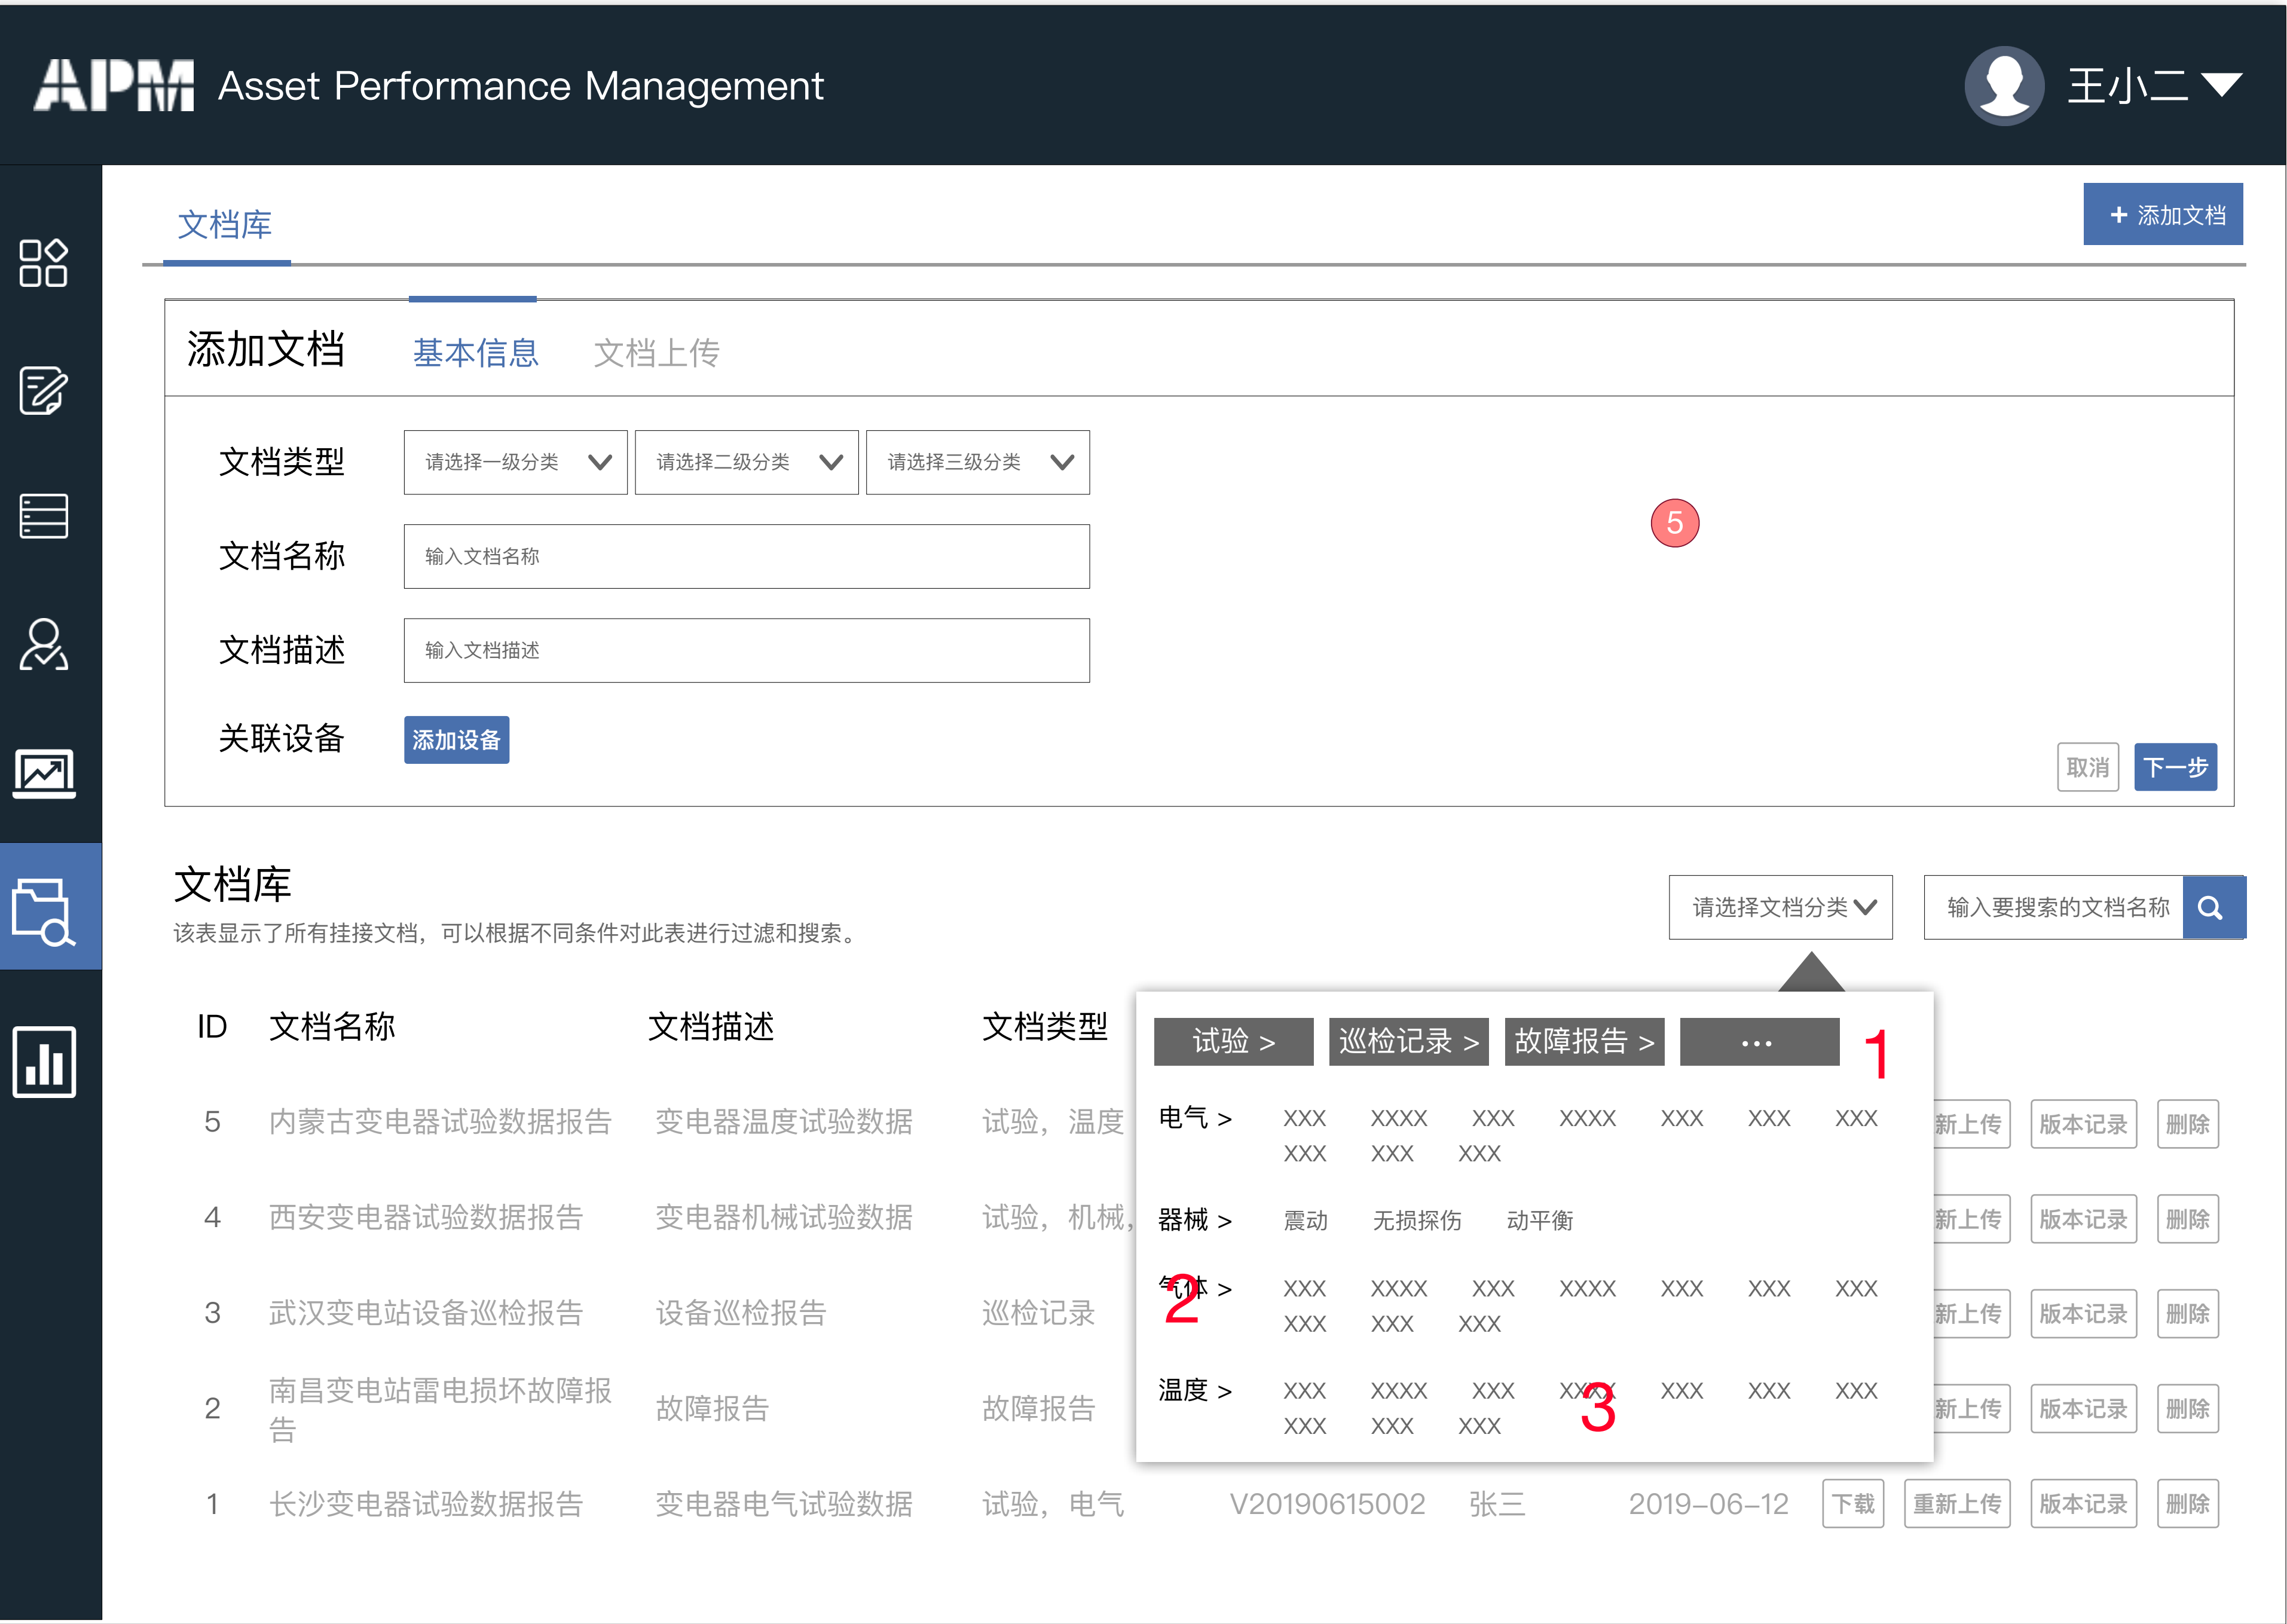 APM Asset Performance Management 王小二
文档库 + 添加文档
添加文档 基本信息 文档上传
文档类型 请选择一级分类 请选择二级分类 请选择三级分类
5
文档名称 输入文档名称
文档描述 输入文档描述
关联设备 添加设备
取消 下一步
文档库
请选择文档分类 输入要搜索的文档名称
该表显示了所有挂接文档，可以根据不同条件对此表进行过滤和搜索。
ID 文档名称 文档描述 文档类型
试验 > 巡检记录 > 故障报告 > ... 1
电气 > XXX XXXX XXX XXXX XXX XXX XXX
XXX XXX XXX
器械 > 震动 无损探伤 动平衡
气体 > XXX XXXX XXX XXXX XXX XXX XXX
2
XXX XXX XXX
温度 > XXX XXXX XXX XXXX XXX XXX XXX
3
XXX XXX XXX
5 内蒙古变电器试验数据报告 变电器温度试验数据 试验，温度 新上传 版本记录 删除
4 西安变电器试验数据报告 变电器机械试验数据 试验，机械， 新上传 版本记录 删除
3 武汉变电站设备巡检报告 设备巡检报告 巡检记录 新上传 版本记录 删除
2 南昌变电站雷电损坏故障报
告 故障报告 故障报告 新上传 版本记录 删除
1 长沙变电器试验数据报告 变电器电气试验数据 试验，电气 V20190615002 张三 2019-06-12 下载 重新上传 版本记录 删除